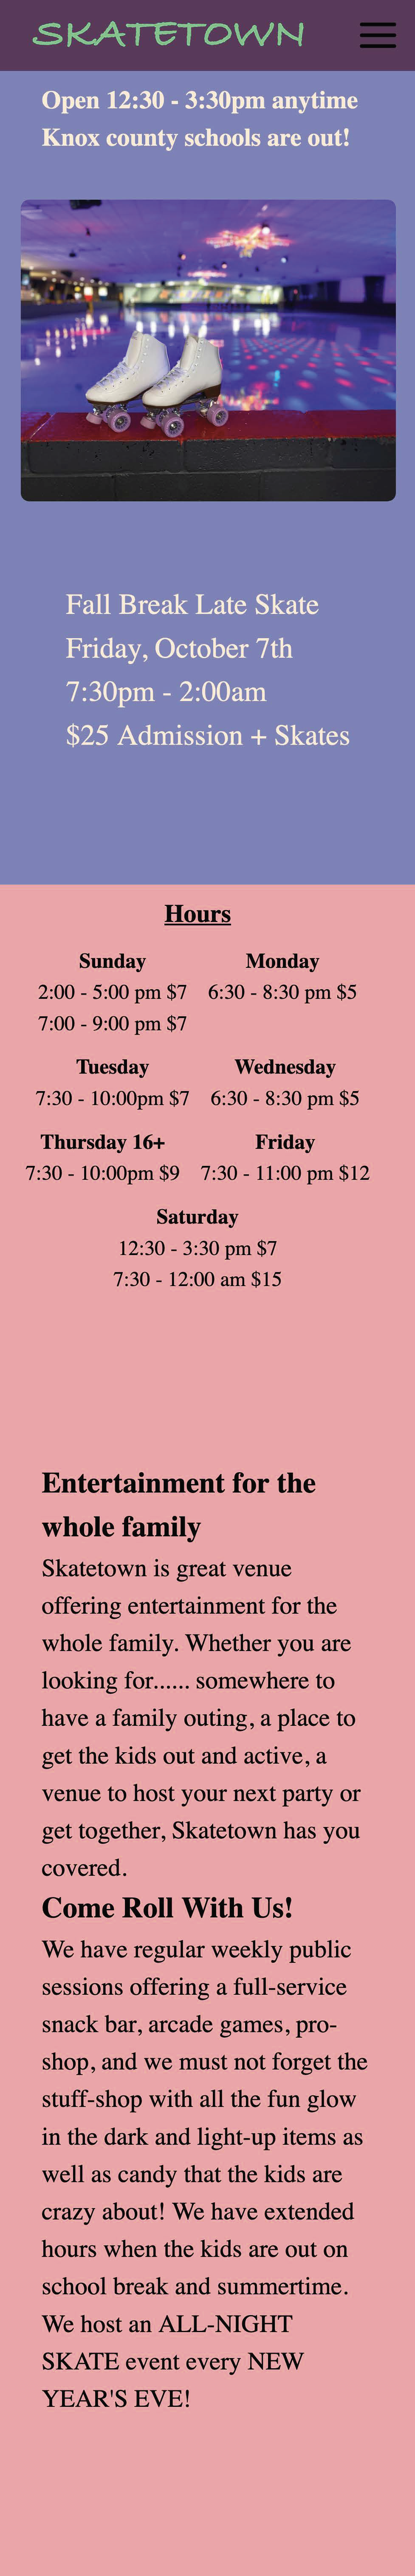 SKATETOWN
Open 12:30 - 3:30pm anytime
Knox county schools are out!
Fall Break Late Skate
Friday, October 7th
7:30pm - 2:00am
$25 Admission + Skates
Hours
Sunday
2:00 - 5:00 pm $7
7:00 - 9:00 pm $7
Monday
6:30 - 8:30 pm $5
Tuesday
7:30 - 10:00pm $7
Wednesday
6:30 - 8:30 pm $5
Thursday 16+
7:30 - 10:00pm $9
Friday
7:30 - 11:00 pm $12
Saturday
12:30 - 3:30 pm $7
7:30 - 12:00 am $15
Entertainment for the
whole family
Skatetown is great venue
offering entertainment for the
whole family. Whether you are
looking for...... somewhere to
have a family outing, a place to
get the kids out and active, a
venue to host your next party or
get together, Skatetown has you
covered.
Come Roll With Us!
We have regular weekly public
sessions offering a full-service
snack bar, arcade games, pro-
shop, and we must not forget the
stuff-shop with all the fun glow
in the dark and light-up items as
well as candy that the kids are
crazy about! We have extended
hours when the kids are out on
school break and summertime.
We host an ALL-NIGHT
SKATE event every NEW
YEAR'S EVE!